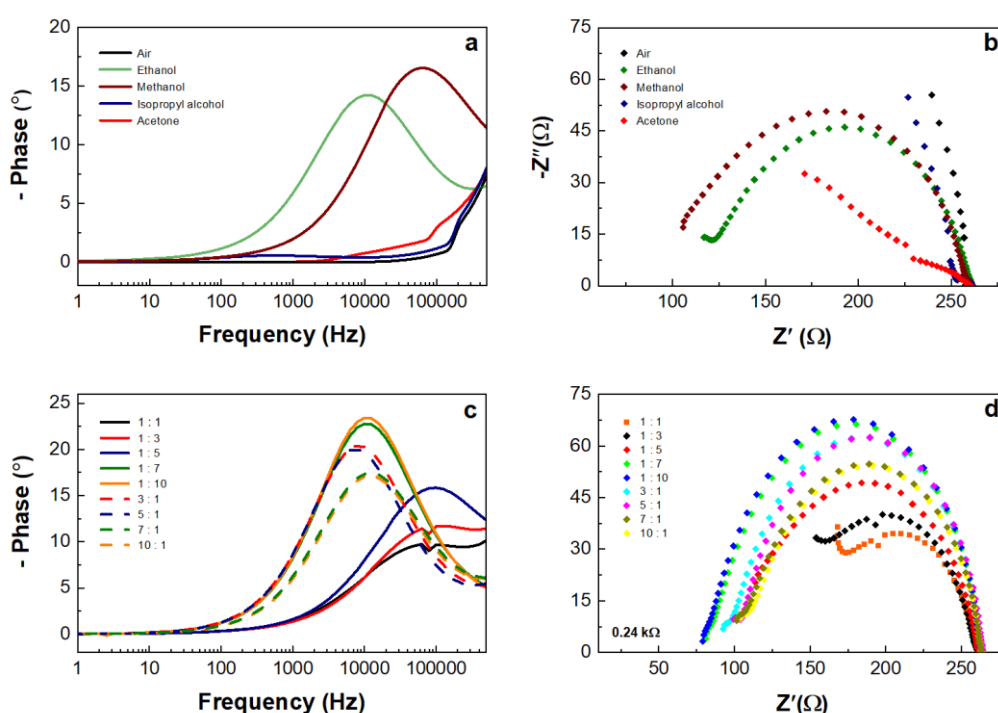 a
- Phase (°)
20
15
10
5
0
Air
Ethanol
Methanol
Isopropyl alcohol
Acetone
1 10 100 1000 10000 100000
Frequency (Hz)
b
-Z″(Ω)
75
60
45
30
15
0
Air
Ethanol
Methanol
Isopropyl alcohol
Acetone
100 150 200 250
Z′ (Ω)
c
- Phase (°)
25
20
15
10
5
0
1 : 1
1 : 3
1 : 5
1 : 7
1 : 10
3 : 1
5 : 1
7 : 1
10 : 1
1 10 100 1000 10000 100000
Frequency (Hz)
d
75
60
45
30
15
0
1 : 1
1 : 3
1 : 5
1 : 7
1 : 10
3 : 1
5 : 1
7 : 1
10 : 1
0.24 kΩ
50 100 150 200 250
Z′(Ω)